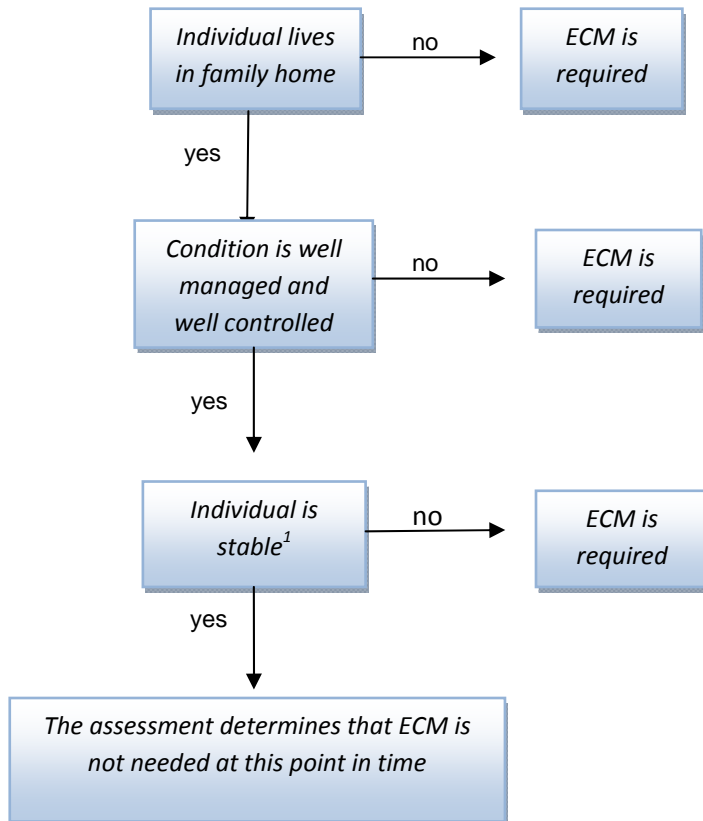 Individual lives
in family home
no
ECM is
required
yes
Condition is well
managed and
well controlled
no
ECM is
required
yes
Individual is
stable¹
no
ECM is
required
yes
The assessment determines that ECM is
not needed at this point in time